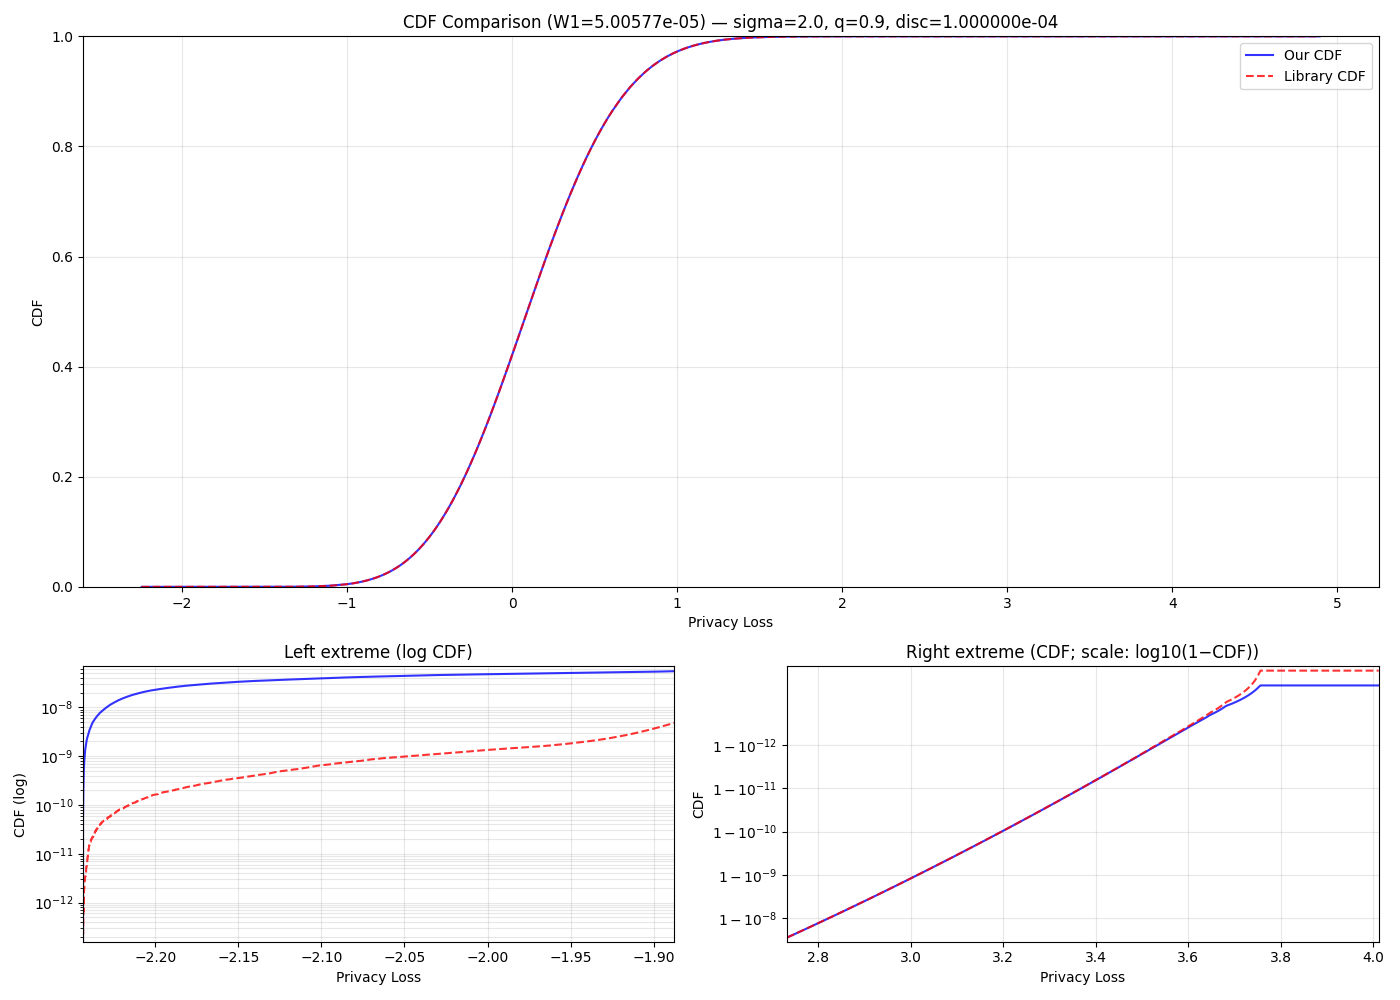 CDF Comparison (W1=5.00577e-05) — sigma=2.0, q=0.9, disc=1.000000e-04
1.0
0.8
0.6
0.4
0.2
0.0
CDF
Our CDF
Library CDF
−2 −1 0 1 2 3 4 5
Privacy Loss
Left extreme (log CDF)
10⁻⁸
10⁻⁹
10⁻¹⁰
10⁻¹¹
10⁻¹²
CDF (log)
−2.20 −2.15 −2.10 −2.05 −2.00 −1.95 −1.90
Privacy Loss
Right extreme (CDF; scale: log10(1−CDF))
1−10⁻¹²
1−10⁻¹¹
1−10⁻¹⁰
1−10⁻⁹
1−10⁻⁸
CDF
2.8 3.0 3.2 3.4 3.6 3.8 4.0
Privacy Loss